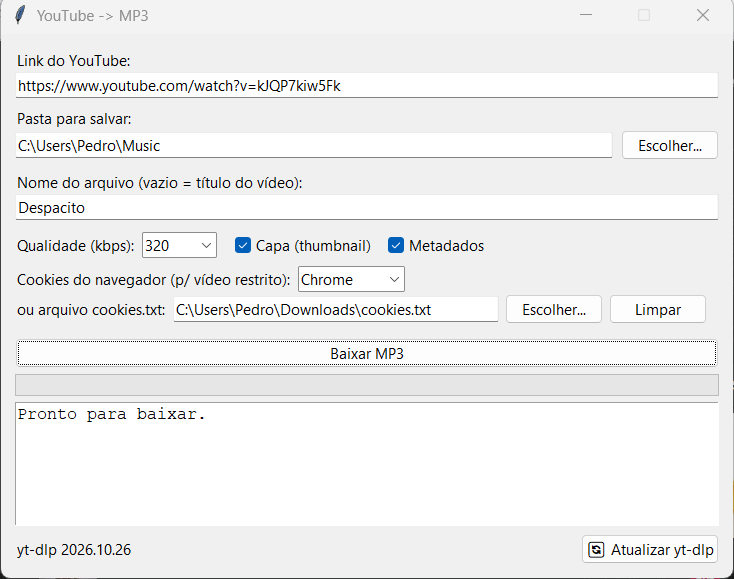 YouTube -> MP3
Link do YouTube:
https://www.youtube.com/watch?v=kJQP7kiw5Fk
Pasta para salvar:
C:\Users\Pedro\Music Escolher...
Nome do arquivo (vazio = título do vídeo):
Despacito
Qualidade (kbps): 320 Capa (thumbnail) Metadados
Cookies do navegador (p/ vídeo restrito): Chrome
ou arquivo cookies.txt: C:\Users\Pedro\Downloads\cookies.txt Escolher... Limpar
Baixar MP3
Pronto para baixar.
yt-dlp 2026.10.26 Atualizar yt-dlp